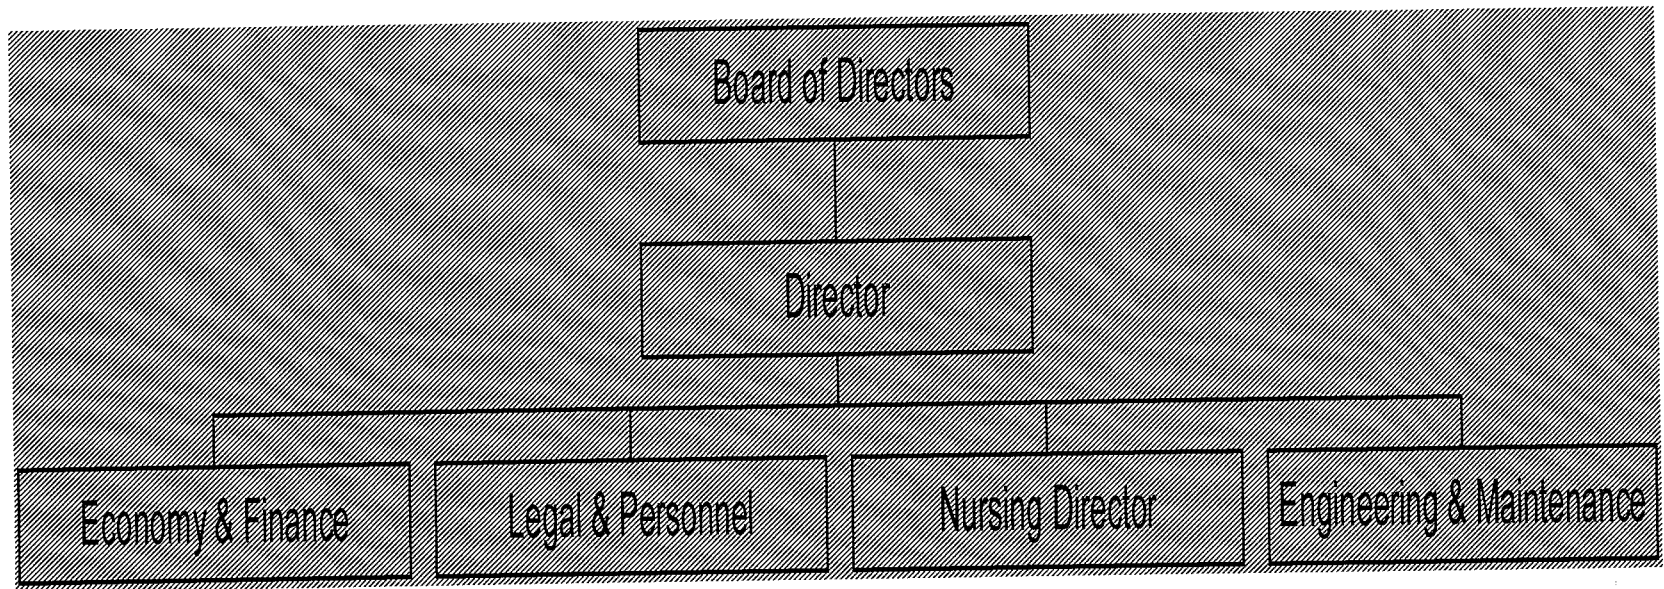 Board of Directors
Director
Economy & Finance
Legal & Personnel
Nursing Director
Engineering & Maintenance